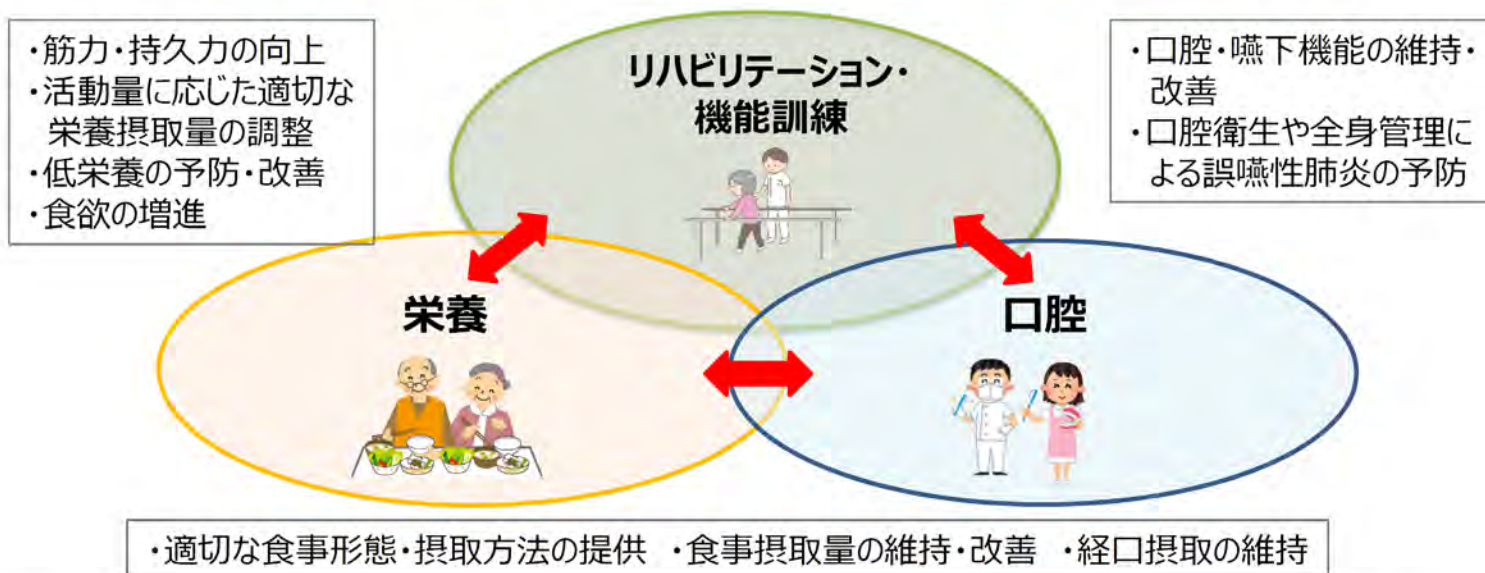 ・筋力・持久力の向上
・活動量に応じた適切な
栄養摂取量の調整
・低栄養の予防・改善
・食欲の増進
リハビリテーション・
機能訓練
・口腔・嚥下機能の維持・
改善
・口腔衛生や全身管理に
よる誤嚥性肺炎の予防
栄養
口腔
・適切な食事形態・摂取方法の提供 ・食事摂取量の維持・改善 ・経口摂取の維持